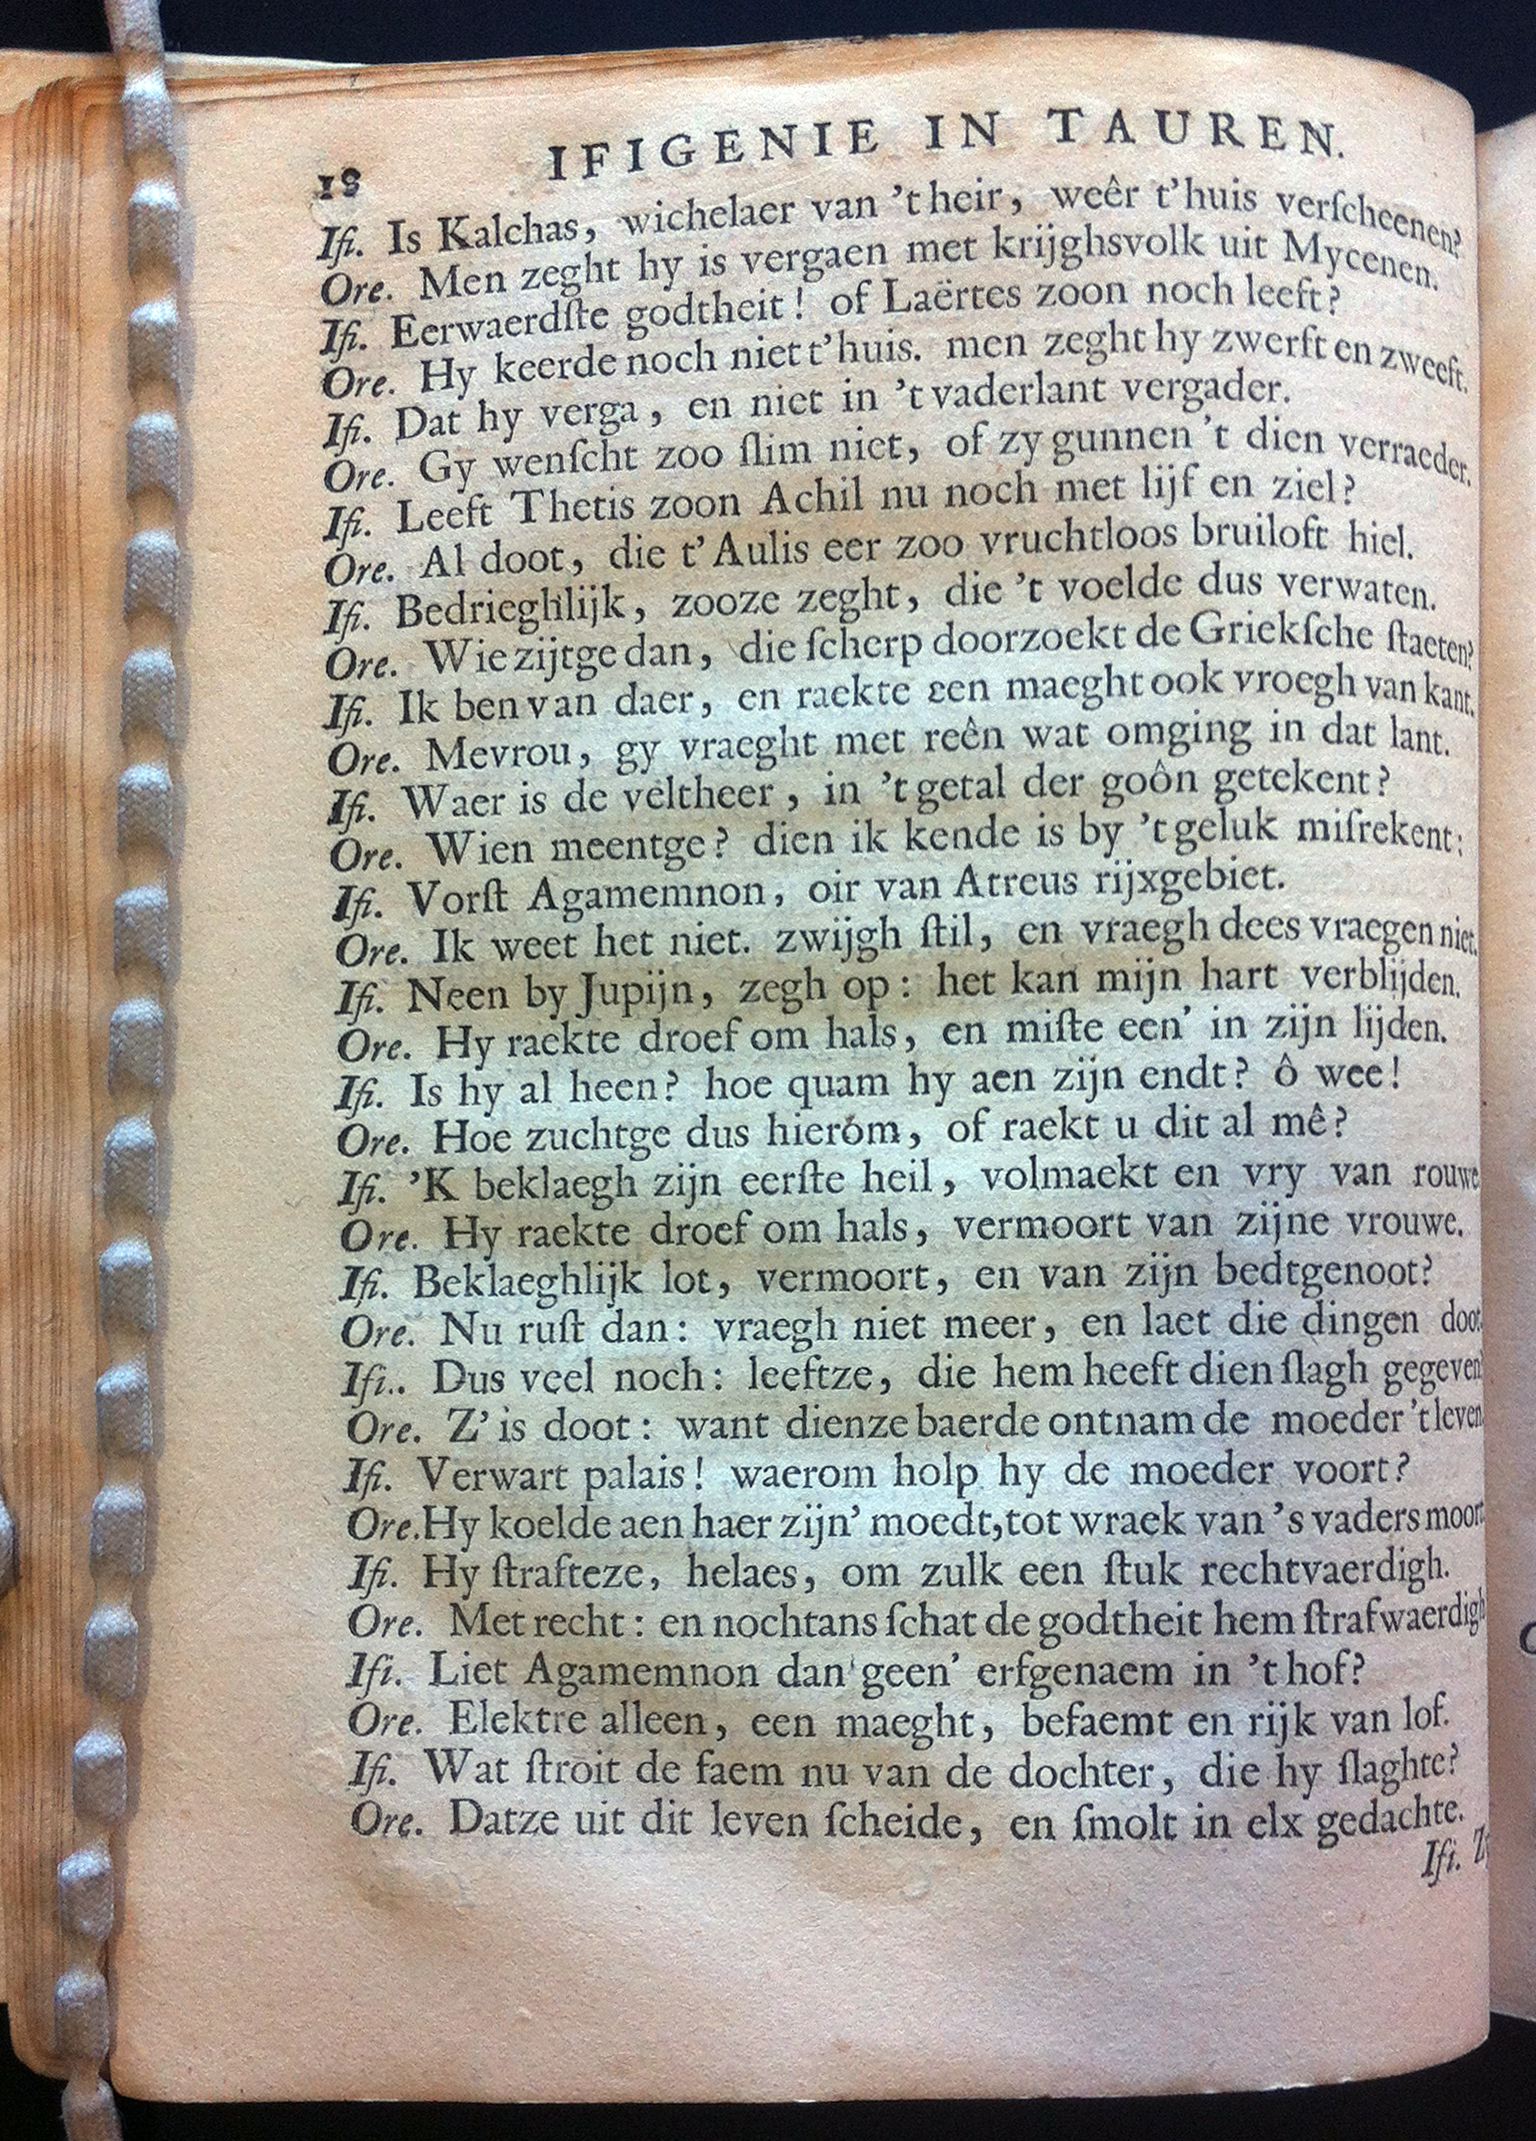 18 IFIGENIE IN TAUREN.
Ifi. Is Kalchas, wichelaer van 't heir, weêr t'huis verſcheenen?
Ore. Men zeght hy is vergaen met krijghsvolk uit Mycenen.
Ifi. Eerwaerdſte godtheit! of Laërtes zoon noch leeft?
Ore. Hy keerde noch niet t'huis. men zeght hy zwerft en zweeft.
Ifi. Dat hy verga, en niet in 't vaderlant vergader.
Ore. Gy wenſcht zoo ſlim niet, of zy gunnen 't dien verraeder.
Ifi. Leeft Thetis zoon Achil nu noch met lijf en ziel?
Ore. Al doot, die t'Aulis eer zoo vruchtloos bruiloft hiel.
Ifi. Bedrieghlijk, zooze zeght, die 't voelde dus verwaten.
Ore. Wie zijtge dan, die ſcherp doorzoekt de Griekſche ſtaeten?
Ifi. Ik ben van daer, en raekte een maeght ook vroegh van kant.
Ore. Mevrou, gy vraeght met reên wat omging in dat lant.
Ifi. Waer is de veltheer, in 't getal der goôn getekent?
Ore. Wien meentge? dien ik kende is by 't geluk miſrekent:
Ifi. Vorſt Agamemnon, oir van Atreus rijxgebiet.
Ore. Ik weet het niet. zwijgh ſtil, en vraegh dees vraegen niet.
Ifi. Neen by Jupijn, zegh op: het kan mijn hart verblijden.
Ore. Hy raekte droef om hals, en miſte een' in zijn lijden.
Ifi. Is hy al heen? hoe quam hy aen zijn endt? ô wee!
Ore. Hoe zuchtge dus hieróm, of raekt u dit al mê?
Ifi. 'K beklaegh zijn eerſte heil, volmaekt en vry van rouwe
Ore. Hy raekte droef om hals, vermoort van zijne vrouwe.
Ifi. Beklaeghlijk lot, vermoort, en van zijn bedtgenoot?
Ore. Nu ruſt dan: vraegh niet meer, en laet die dingen doot.
Ifi.. Dus veel noch: leeftze, die hem heeft dien ſlagh gegeven?
Ore. Z'is doot: want dienze baerde ontnam de moeder 't leven.
Ifi. Verwart palais! waerom holp hy de moeder voort?
Ore. Hy koelde aen haer zijn' moedt, tot wraek van 's vaders moort
Ifi. Hy ſtrafteze, helaes, om zulk een ſtuk rechtvaerdigh.
Ore. Met recht: en nochtans ſchat de godtheit hem ſtrafwaerdigh
Ifi. Liet Agamemnon dan geen' erfgenaem in 't hof?
Ore. Elektre alleen, een maeght, befaemt en rijk van lof.
Ifi. Wat ſtroit de faem nu van de dochter, die hy ſlaghte?
Ore. Datze uit dit leven ſcheide, en ſmolt in elx gedachte.
Ifi.